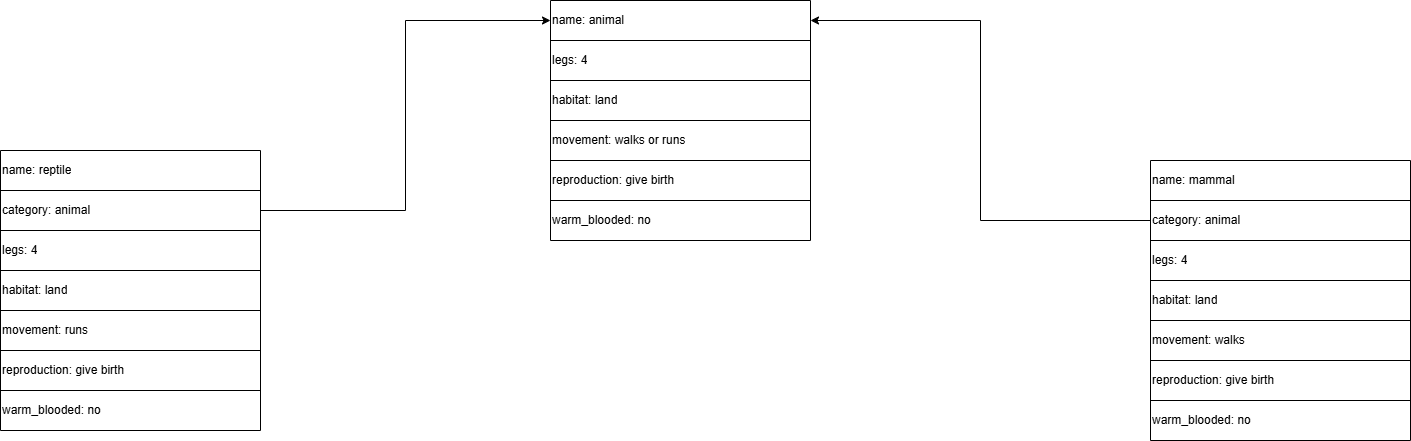 name: animal
legs: 4
habitat: land
movement: walks or runs
reproduction: give birth
warm_blooded: no
name: reptile
category: animal
legs: 4
habitat: land
movement: runs
reproduction: give birth
warm_blooded: no
name: mammal
category: animal
legs: 4
habitat: land
movement: walks
reproduction: give birth
warm_blooded: no